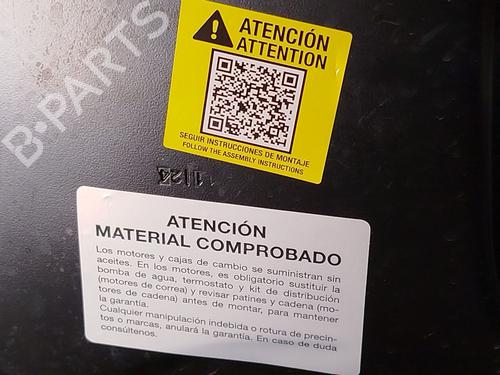 ATENCIÓN
ATTENTION
SEGUIR INSTRUCCIONES DE MONTAJE
FOLLOW THE ASSEMBLY INSTRUCTIONS
B-PARTS
ATENCIÓN
MATERIAL COMPROBADO
Los motores y cajas de cambio se suministran sin
aceites. En los motores, es obligatorio sustituir la
bomba de agua, termostato y kit de distribución
(motores de correa) y revisar patines y cadena (mo-
tores de cadena) antes de montar, para mantener
la garantía.
Cualquier manipulación indebida o rotura de precin-
tos o marcas, anulará la garantía. En caso de duda
consúltenos.